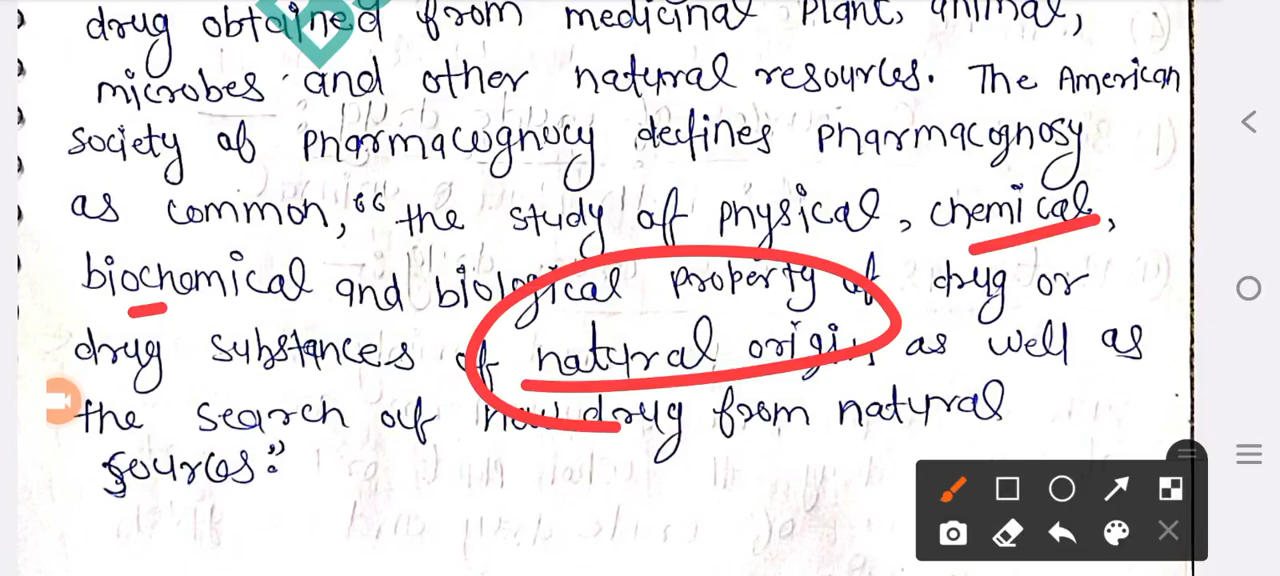 drug obtained from medicinal plant, animal,
microbes and other natural resources. The American
society of pharmacognocy defines pharmacognosy
as common, "the study of physical, chemical,
biochemical and biological property of drug or
drug substances of natural origin, as well as
the search of new drug from natural
sources."